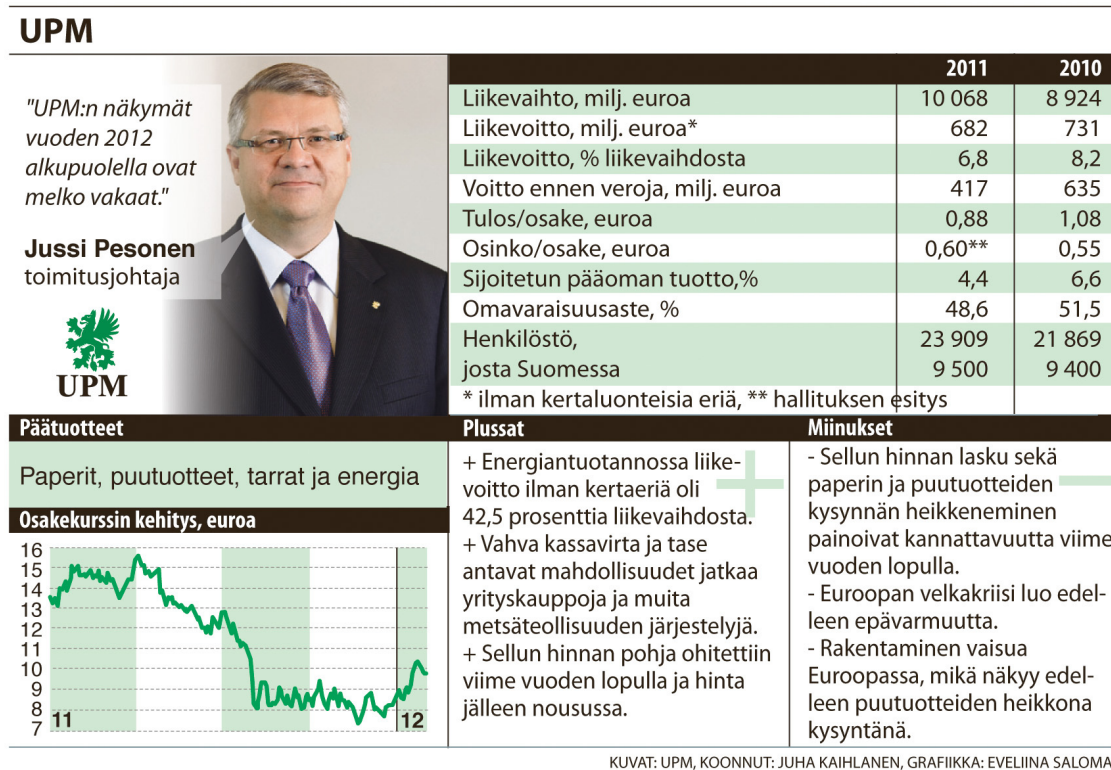 UPM
"UPM:n näkymät
vuoden 2012
alkupuolella ovat
melko vakaat."
Jussi Pesonen
toimitusjohtaja
UPM
2011 2010
Liikevaihto, milj. euroa 10 068 8 924
Liikevoitto, milj. euroa* 682 731
Liikevoitto, % liikevaihdosta 6,8 8,2
Voitto ennen veroja, milj. euroa 417 635
Tulos/osake, euroa 0,88 1,08
Osinko/osake, euroa 0,60** 0,55
Sijoitetun pääoman tuotto,% 4,4 6,6
Omavaraisuusaste, % 48,6 51,5
Henkilöstö, 23 909 21 869
josta Suomessa 9 500 9 400
* ilman kertaluonteisia eriä, ** hallituksen esitys
Päätuotteet
Paperit, puutuotteet, tarrat ja energia
Osakekurssin kehitys, euroa
16
15
14
13
12
11
10
9
8
7
11 12
Plussat
+ Energiantuotannossa liike-
voitto ilman kertaeriä oli
42,5 prosenttia liikevaihdosta.
+ Vahva kassavirta ja tase
antavat mahdollisuudet jatkaa
yrityskauppoja ja muita
metsäteollisuuden järjestelyjä.
+ Sellun hinnan pohja ohitettiin
viime vuoden lopulla ja hinta
jälleen nousussa.
Miinukset
- Sellun hinnan lasku sekä
paperin ja puutuotteiden
kysynnän heikkeneminen
painoivat kannattavuutta viime
vuoden lopulla.
- Euroopan velkakriisi luo edel-
leen epävarmuutta.
- Rakentaminen vaisua
Euroopassa, mikä näkyy edel-
leen puutuotteiden heikkona
kysyntänä.
KUVAT: UPM, KOONNUT: JUHA KAIHLANEN, GRAFIIKKA: EVELIINA SALOMA